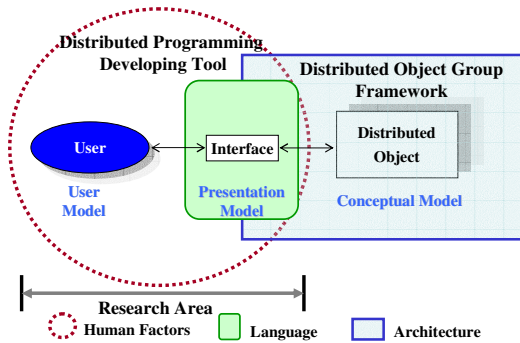 Distributed Programming
Developing Tool
Distributed Object Group
Framework
User
Interface
Distributed
Object
User
Model
Presentation
Model
Conceptual Model
Research Area
Human Factors
Language
Architecture